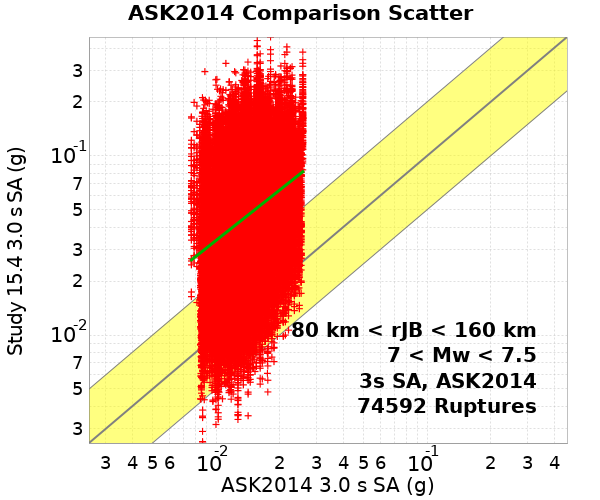 ASK2014 Comparison Scatter
Study 15.4 3.0 s SA (g)
3
2
10-1
7
5
3
2
10-2
7
5
3
80 km < rJB < 160 km
7 < Mw < 7.5
3s SA, ASK2014
74592 Ruptures
3 4 5 6 10-2 2 3 4 5 6 10-1 2 3 4
ASK2014 3.0 s SA (g)